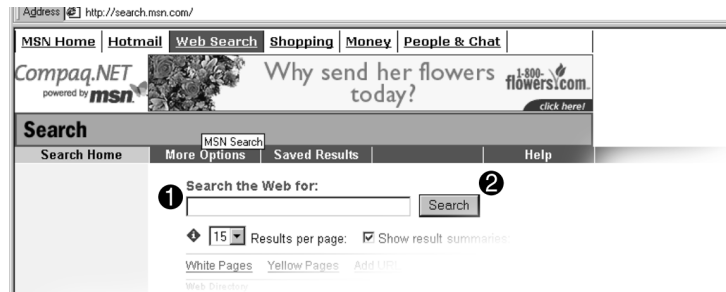 Address http://search.msn.com/
MSN Home Hotmail Web Search Shopping Money People & Chat
Compaq.NET
powered by msn.
Why send her flowers today?
1-800-flowers.com.
click here!
Search
MSN Search
Search Home More Options Saved Results Help
Search the Web for:
1
2
Search
15 Results per page: Show result summaries
White Pages Yellow Pages Add URL
Web Directory